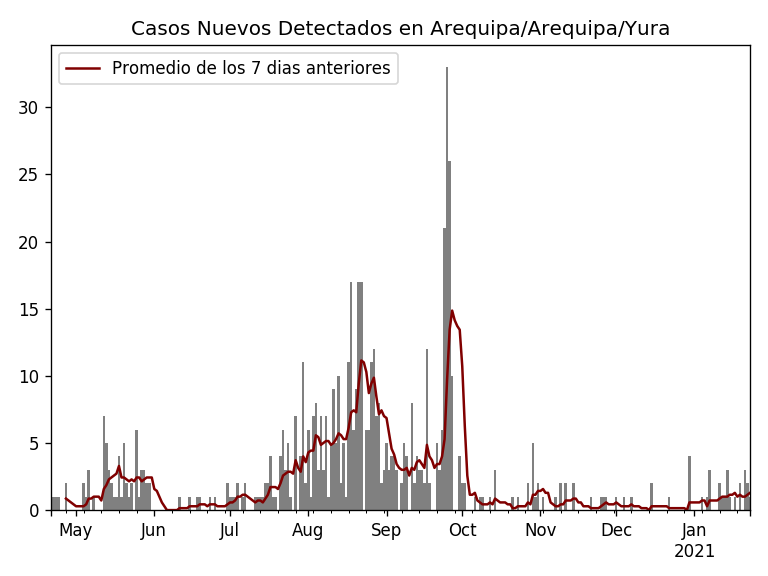 Casos Nuevos Detectados en Arequipa/Arequipa/Yura
Promedio de los 7 dias anteriores
30
25
20
15
10
5
0
May Jun Jul Aug Sep Oct Nov Dec Jan
2021